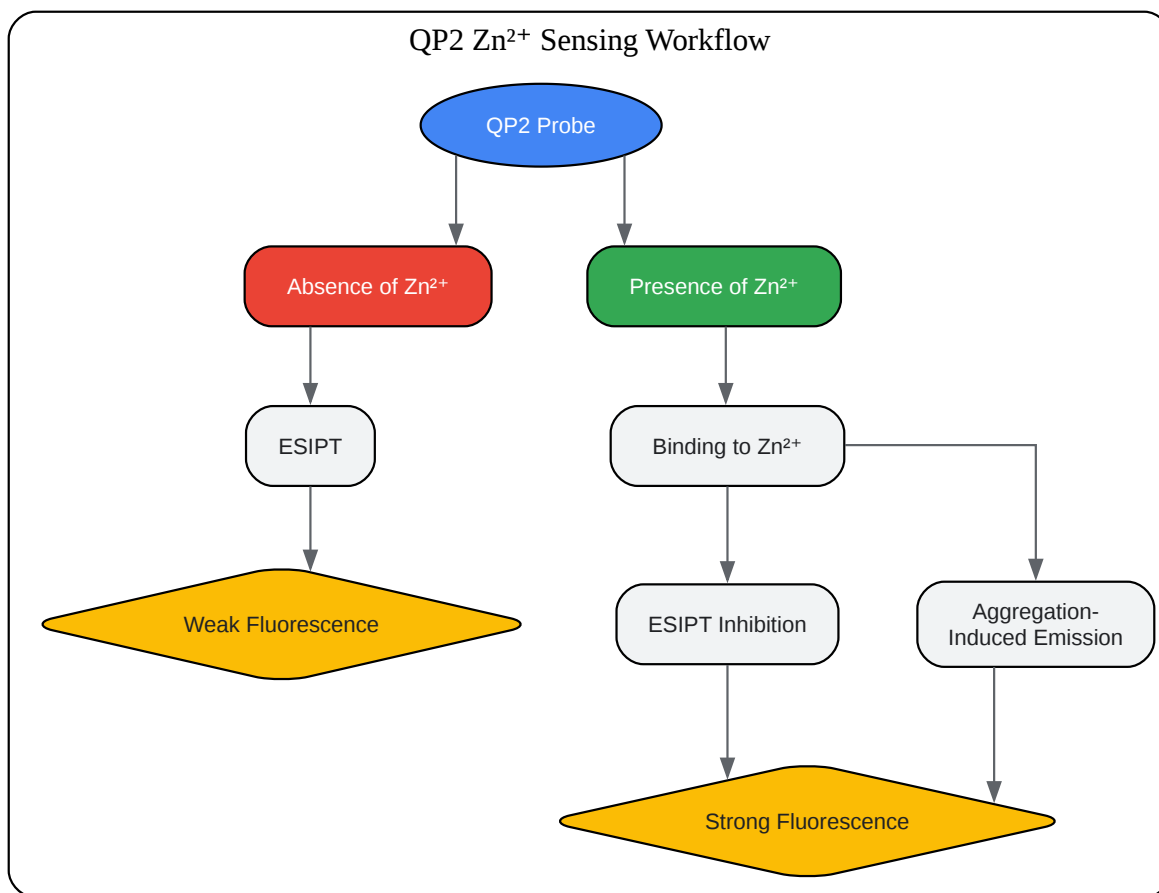 QP2 Zn²⁺ Sensing Workflow
QP2 Probe
Absence of Zn²⁺
Presence of Zn²⁺
ESIPT
Binding to Zn²⁺
Weak Fluorescence
ESIPT Inhibition
Aggregation-
Induced Emission
Strong Fluorescence